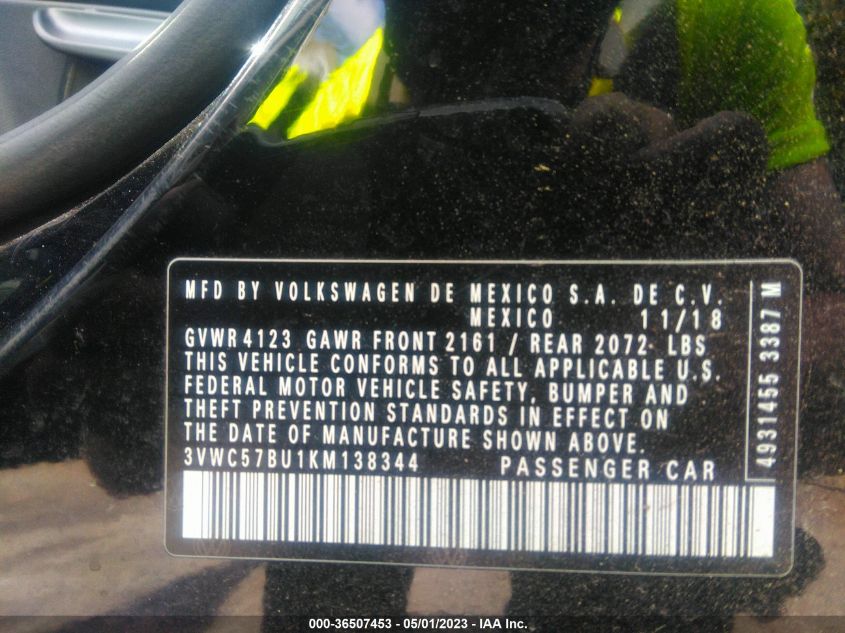 MFD BY VOLKSWAGEN DE MEXICO S.A. DE C.V.
MEXICO 11/18
GVWR 4123 GAWR FRONT 2161 / REAR 2072 LBS
THIS VEHICLE CONFORMS TO ALL APPLICABLE U.S.
FEDERAL MOTOR VEHICLE SAFETY, BUMPER AND
THEFT PREVENTION STANDARDS IN EFFECT ON
THE DATE OF MANUFACTURE SHOWN ABOVE.
3VWC57BU1KM138344 PASSENGER CAR
4931455 3387 M
000-36507453 - 05/01/2023 - IAA Inc.